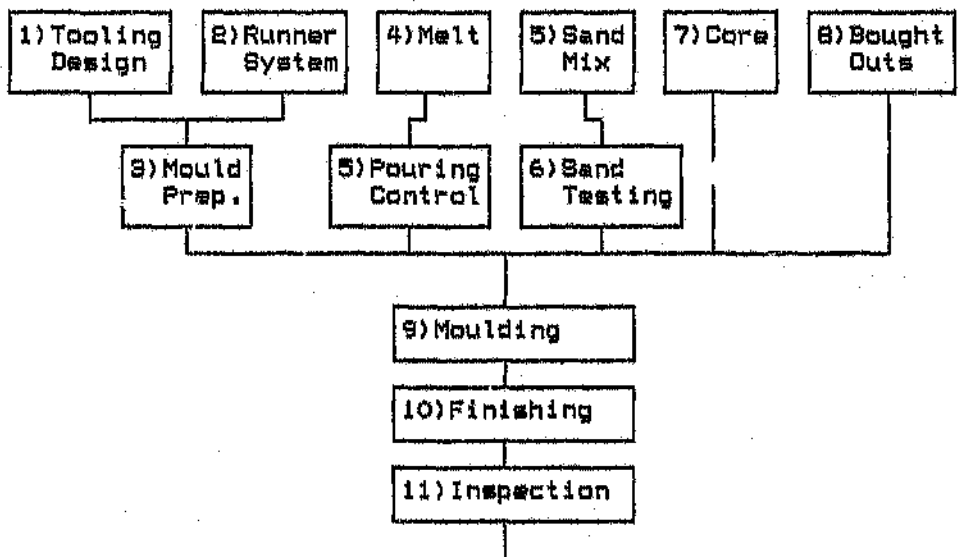 1)Tooling
Design
2)Runner
System
4)Melt
5)Sand
Mix
7)Core
8)Bought
Outs
3)Mould
Prep.
5)Pouring
Control
6)Sand
Testing
9)Moulding
10)Finishing
11)Inspection